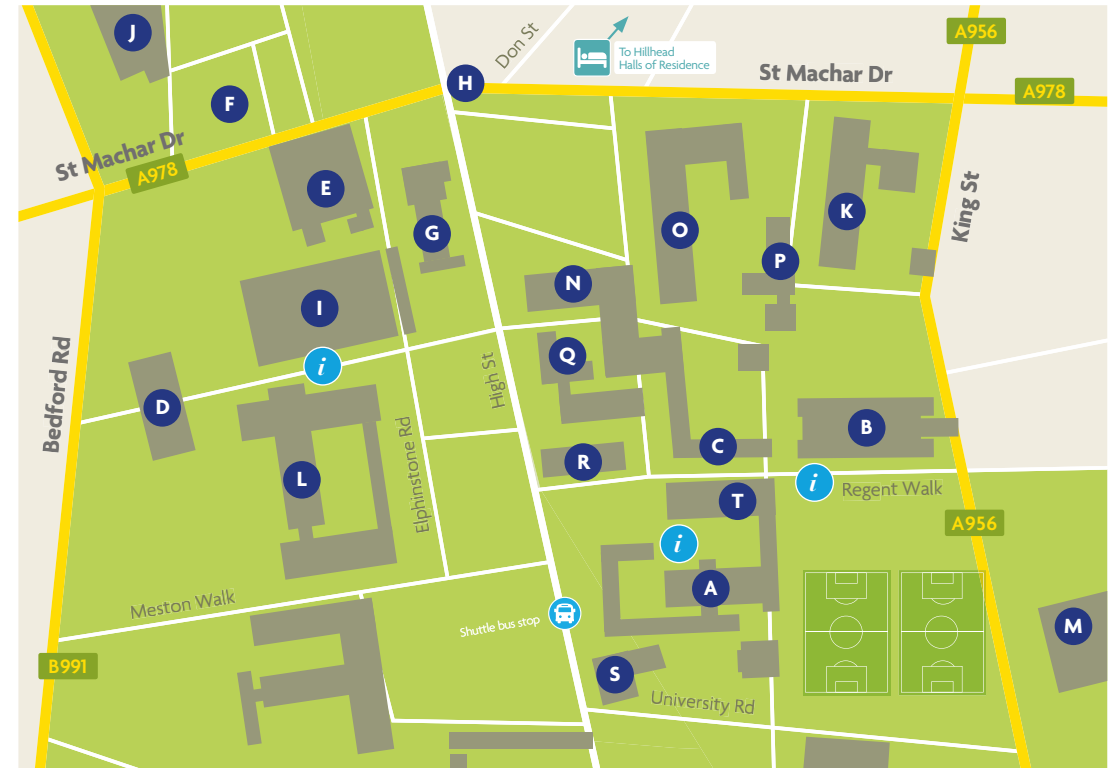 J
Don St
To Hillhead
Halls of Residence
A956
St Machar Dr
H
A978
F
St Machar Dr
A978
E
G
O
K
King St
P
N
I
i
Q
Bedford Rd
High St
D
Elphinstone Rd
B
C
R
L
i
Regent Walk
T
A956
i
A
Meston Walk
Shuttle bus stop
M
B991
S
University Rd